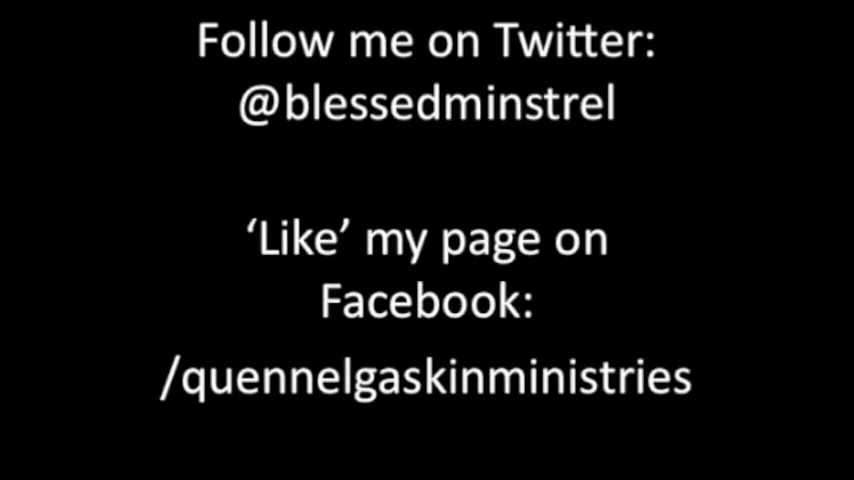 Follow me on Twitter:
@blessedminstrel
‘Like’ my page on
Facebook:
/quennelgaskinministries